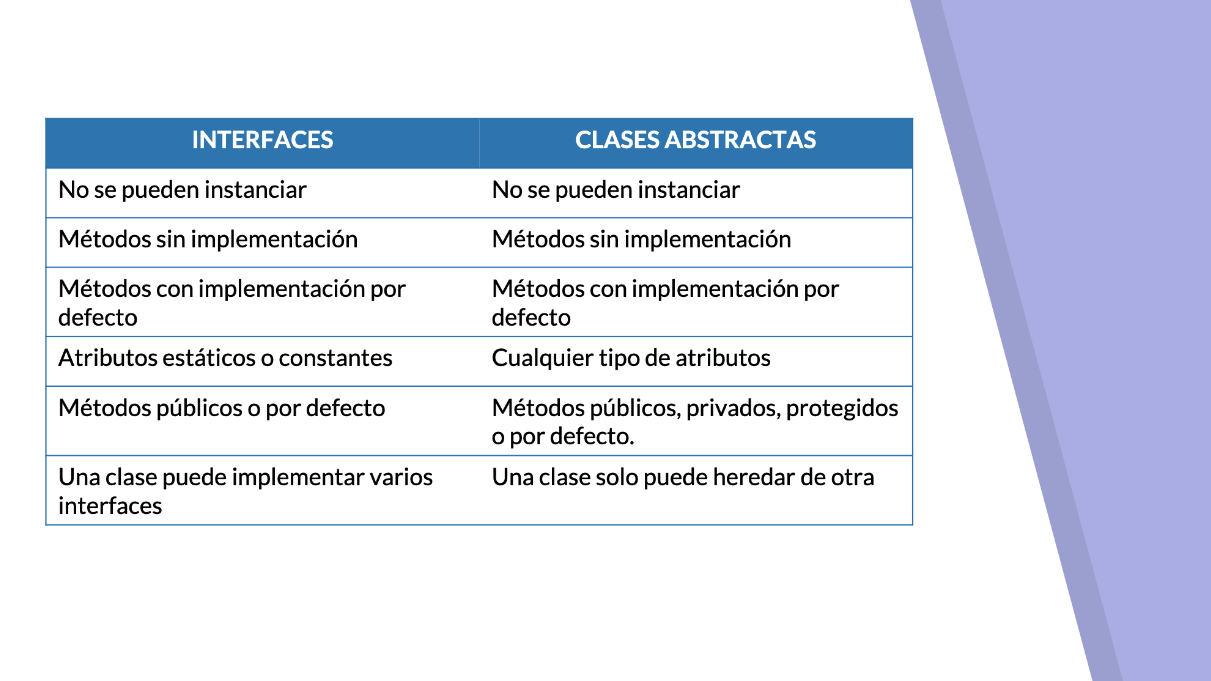 INTERFACES CLASES ABSTRACTAS
No se pueden instanciar No se pueden instanciar
Métodos sin implementación Métodos sin implementación
Métodos con implementación por Métodos con implementación por
defecto defecto
Atributos estáticos o constantes Cualquier tipo de atributos
Métodos públicos o por defecto Métodos públicos, privados, protegidos
o por defecto.
Una clase puede implementar varios Una clase solo puede heredar de otra
interfaces